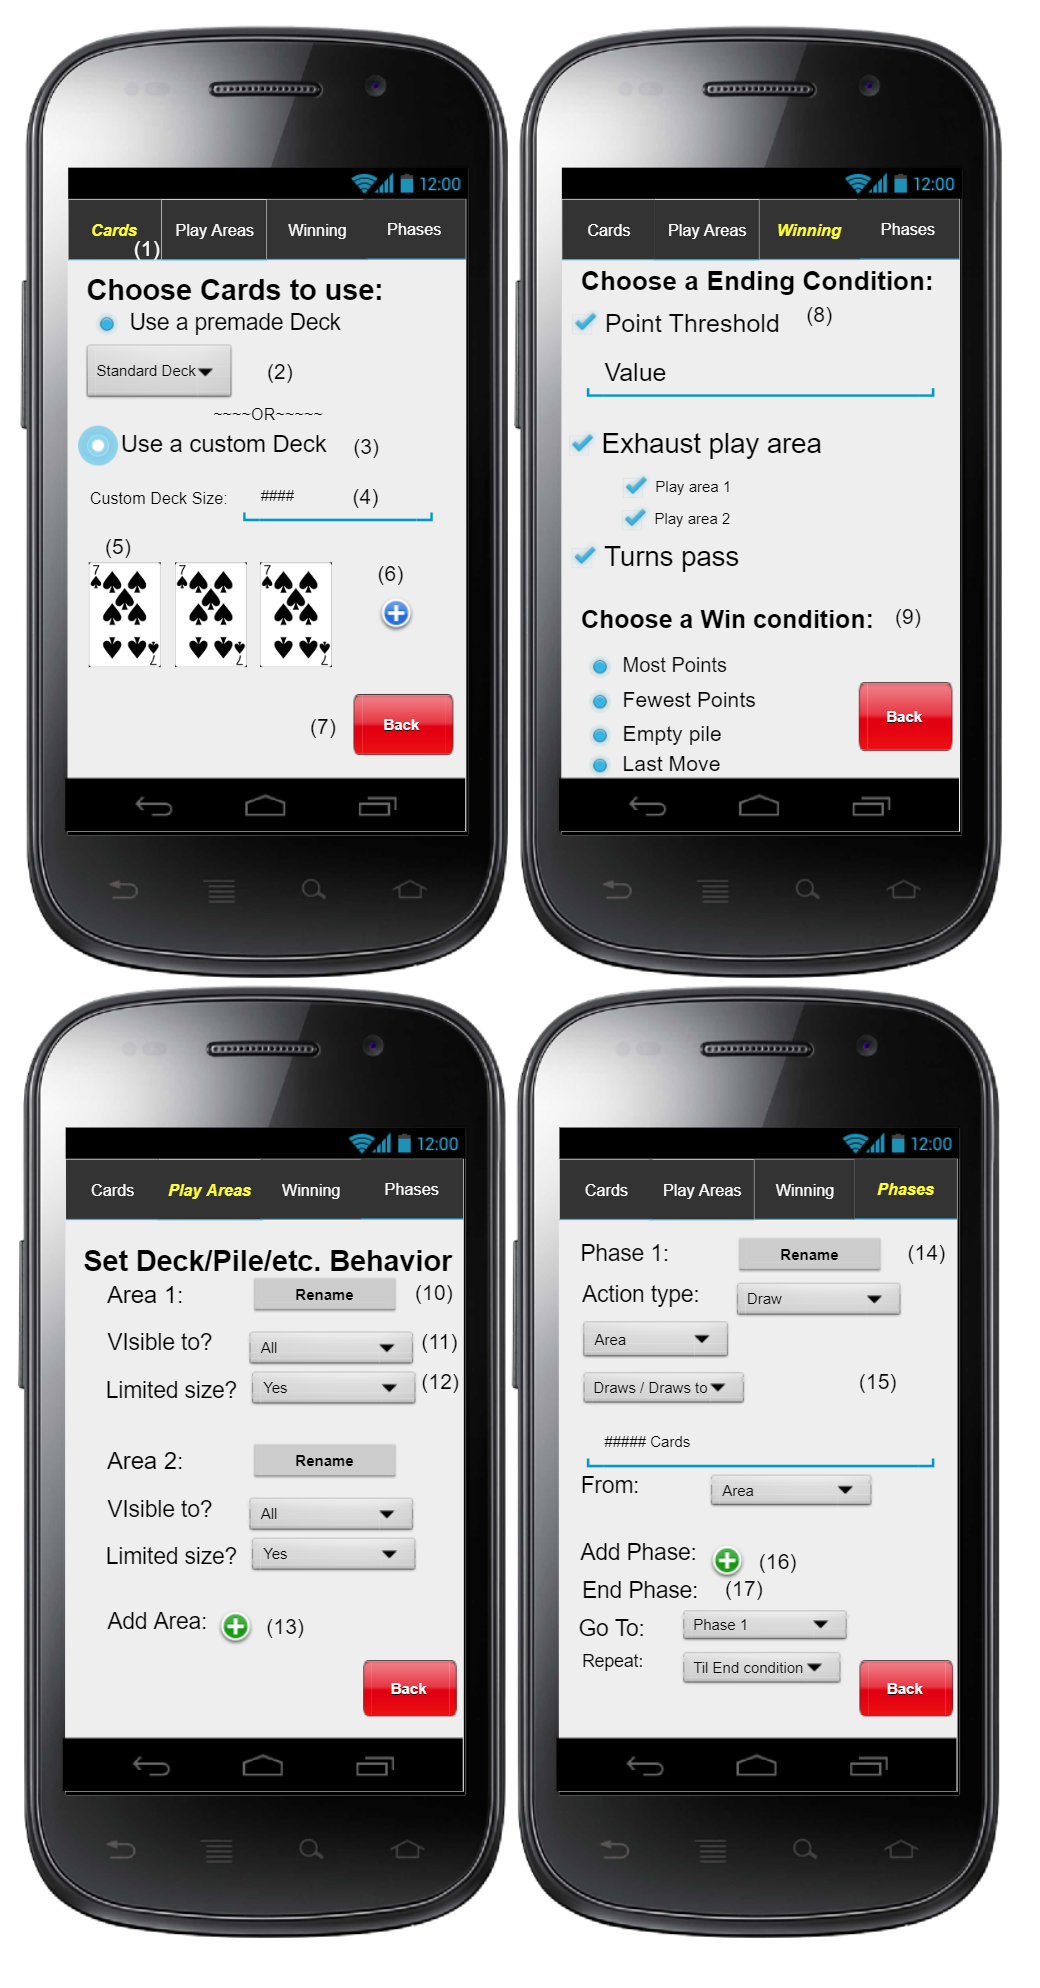 12:00
Cards Play Areas Winning Phases
(1)
Choose Cards to use:
Use a premade Deck
Standard Deck (2)
~~~~OR~~~~~
Use a custom Deck (3)
Custom Deck Size: #### (4)
(5)
(6)
7 7 7
7 7 7
(7) Back
12:00
Cards Play Areas Winning Phases
Choose a Ending Condition:
Point Threshold (8)
Value
Exhaust play area
Play area 1
Play area 2
Turns pass
Choose a Win condition: (9)
Most Points
Fewest Points
Empty pile
Last Move
Back
12:00
Cards Play Areas Winning Phases
Set Deck/Pile/etc. Behavior
Area 1: Rename (10)
VIsible to? All (11)
Limited size? Yes (12)
Area 2: Rename
VIsible to? All
Limited size? Yes
Add Area: (13)
Back
12:00
Cards Play Areas Winning Phases
Phase 1: Rename (14)
Action type: Draw
Area
Draws / Draws to (15)
##### Cards
From: Area
Add Phase: (16)
End Phase: (17)
Go To: Phase 1
Repeat: Til End condition
Back